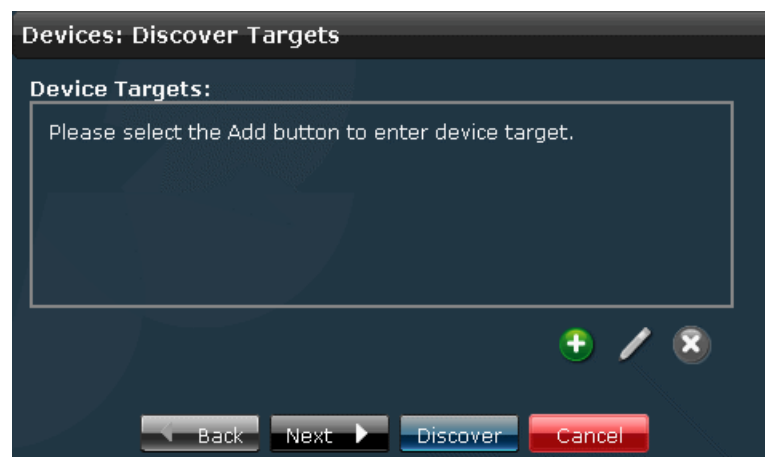 Devices: Discover Targets
Device Targets:
Please select the Add button to enter device target.
Back Next Discover Cancel